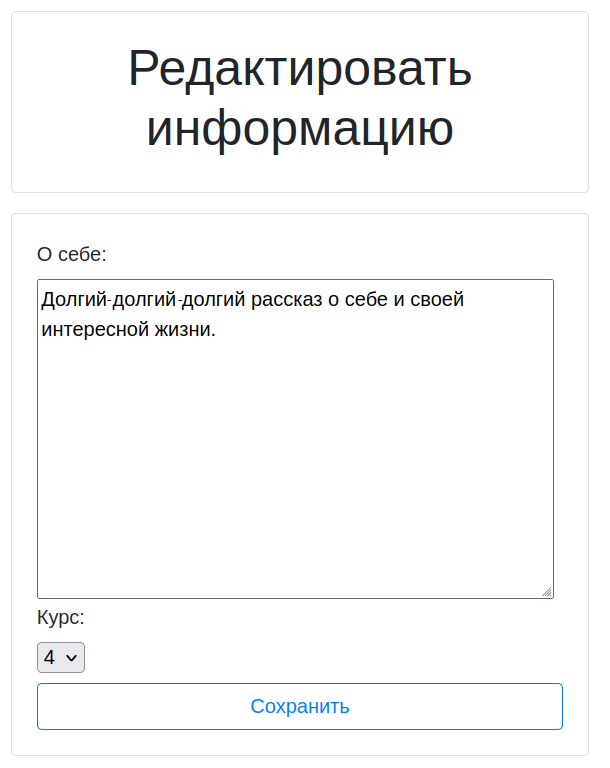 Редактировать
информацию
О себе:
Долгий-долгий-долгий рассказ о себе и своей
интересной жизни.
Курс:
4
Сохранить